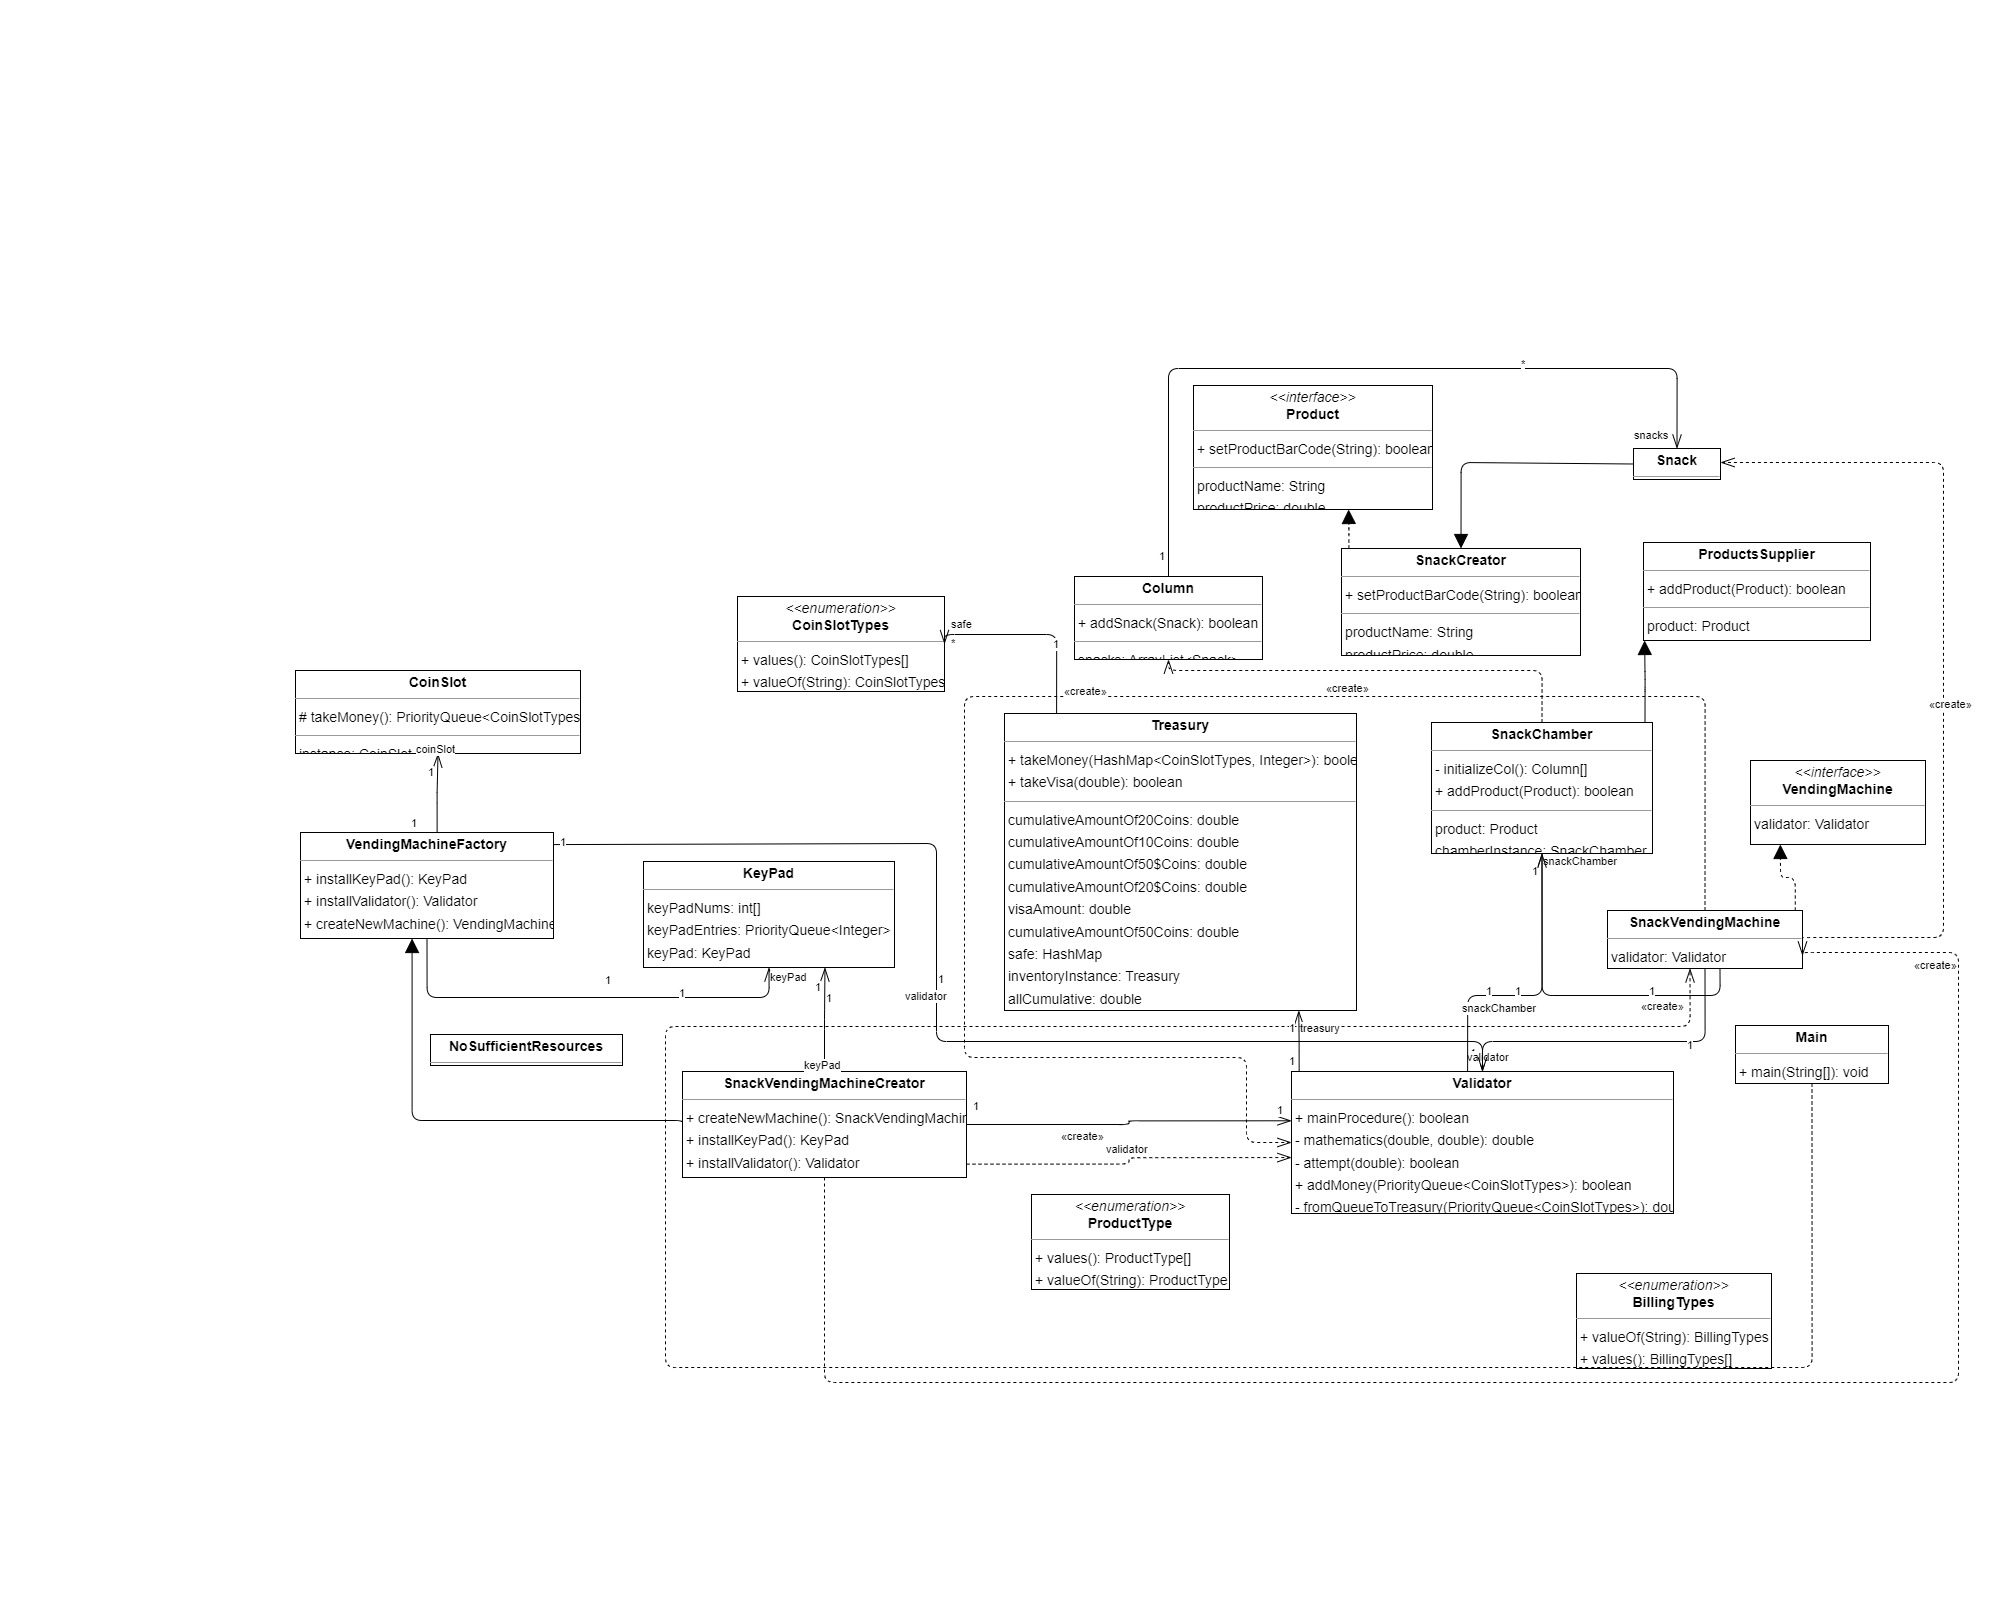 *
<<interface>>
Product
+ setProductBarCode(String): boolean
productName: String
productPrice: double
snacks
Snack
1
SnackCreator
+ setProductBarCode(String): boolean
productName: String
productPrice: double
ProductsSupplier
+ addProduct(Product): boolean
product: Product
Column
+ addSnack(Snack): boolean
snacks: ArrayList<Snack>
<<enumeration>>
CoinSlotTypes
+ values(): CoinSlotTypes[]
+ valueOf(String): CoinSlotTypes
safe
*
1
CoinSlot
# takeMoney(): PriorityQueue<CoinSlotTypes
instance: CoinSlot
coinSlot
1
1
«create»
«create»
«create»
Treasury
+ takeMoney(HashMap<CoinSlotTypes, Integer>): boole
+ takeVisa(double): boolean
cumulativeAmountOf20Coins: double
cumulativeAmountOf10Coins: double
cumulativeAmountOf50$Coins: double
cumulativeAmountOf20$Coins: double
visaAmount: double
cumulativeAmountOf50Coins: double
safe: HashMap
inventoryInstance: Treasury
allCumulative: double
SnackChamber
- initializeCol(): Column[]
+ addProduct(Product): boolean
product: Product
chamberInstance: SnackChamber
snackChamber
1
<<interface>>
VendingMachine
validator: Validator
VendingMachineFactory
+ installKeyPad(): KeyPad
+ installValidator(): Validator
+ createNewMachine(): VendingMachine
1
KeyPad
keyPadNums: int[]
keyPadEntries: PriorityQueue<Integer>
keyPad: KeyPad
keyPad
1
1
1
1
1
validator
SnackVendingMachine
validator: Validator
«create»
1
1
1
«create»
snackChamber
NoSufficientResources
1
treasury
1
1
validator
1
Main
+ main(String[]): void
keyPad
SnackVendingMachineCreator
+ createNewMachine(): SnackVendingMachin
+ installKeyPad(): KeyPad
+ installValidator(): Validator
1
1
«create»
validator
Validator
+ mainProcedure(): boolean
- mathematics(double, double): double
- attempt(double): boolean
+ addMoney(PriorityQueue<CoinSlotTypes>): boolean
- fromQueueToTreasury(PriorityQueue<CoinSlotTypes>): dou
<<enumeration>>
ProductType
+ values(): ProductType[]
+ valueOf(String): ProductType
<<enumeration>>
BillingTypes
+ valueOf(String): BillingTypes
+ values(): BillingTypes[]